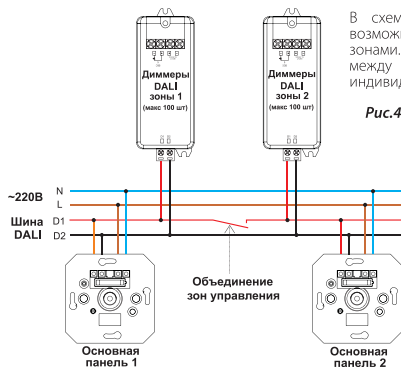 В схем
возможн
зонами.
между
индивид
Рис.4
Диммеры
DALI
зоны 1
(макс 100 шт)
Диммеры
DALI
зоны 2
(макс 100 шт)
~220В
N
L
Шина
DALI
D1
D2
Объединение
зон управления
Основная
панель 1
Основная
панель 2